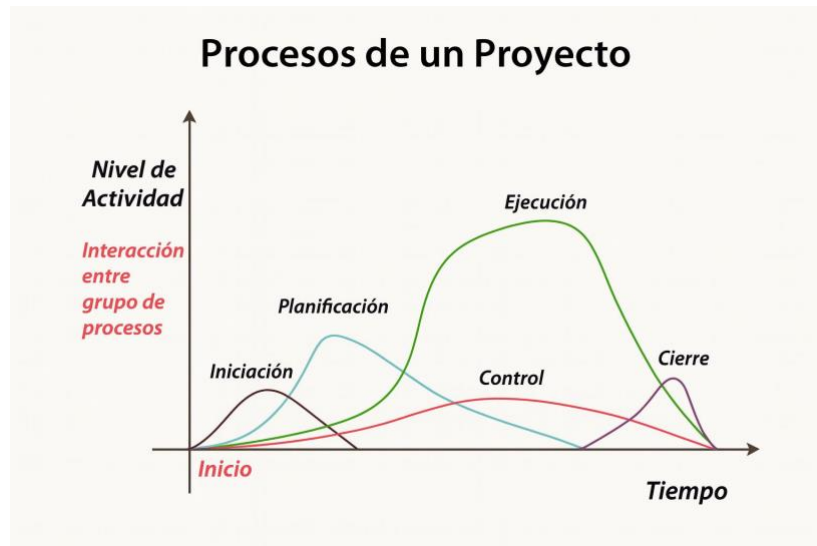 Procesos de un Proyecto
Nivel de
Actividad
Interacción
entre
grupo de
procesos
Ejecución
Planificación
Iniciación
Control
Cierre
Inicio
Tiempo